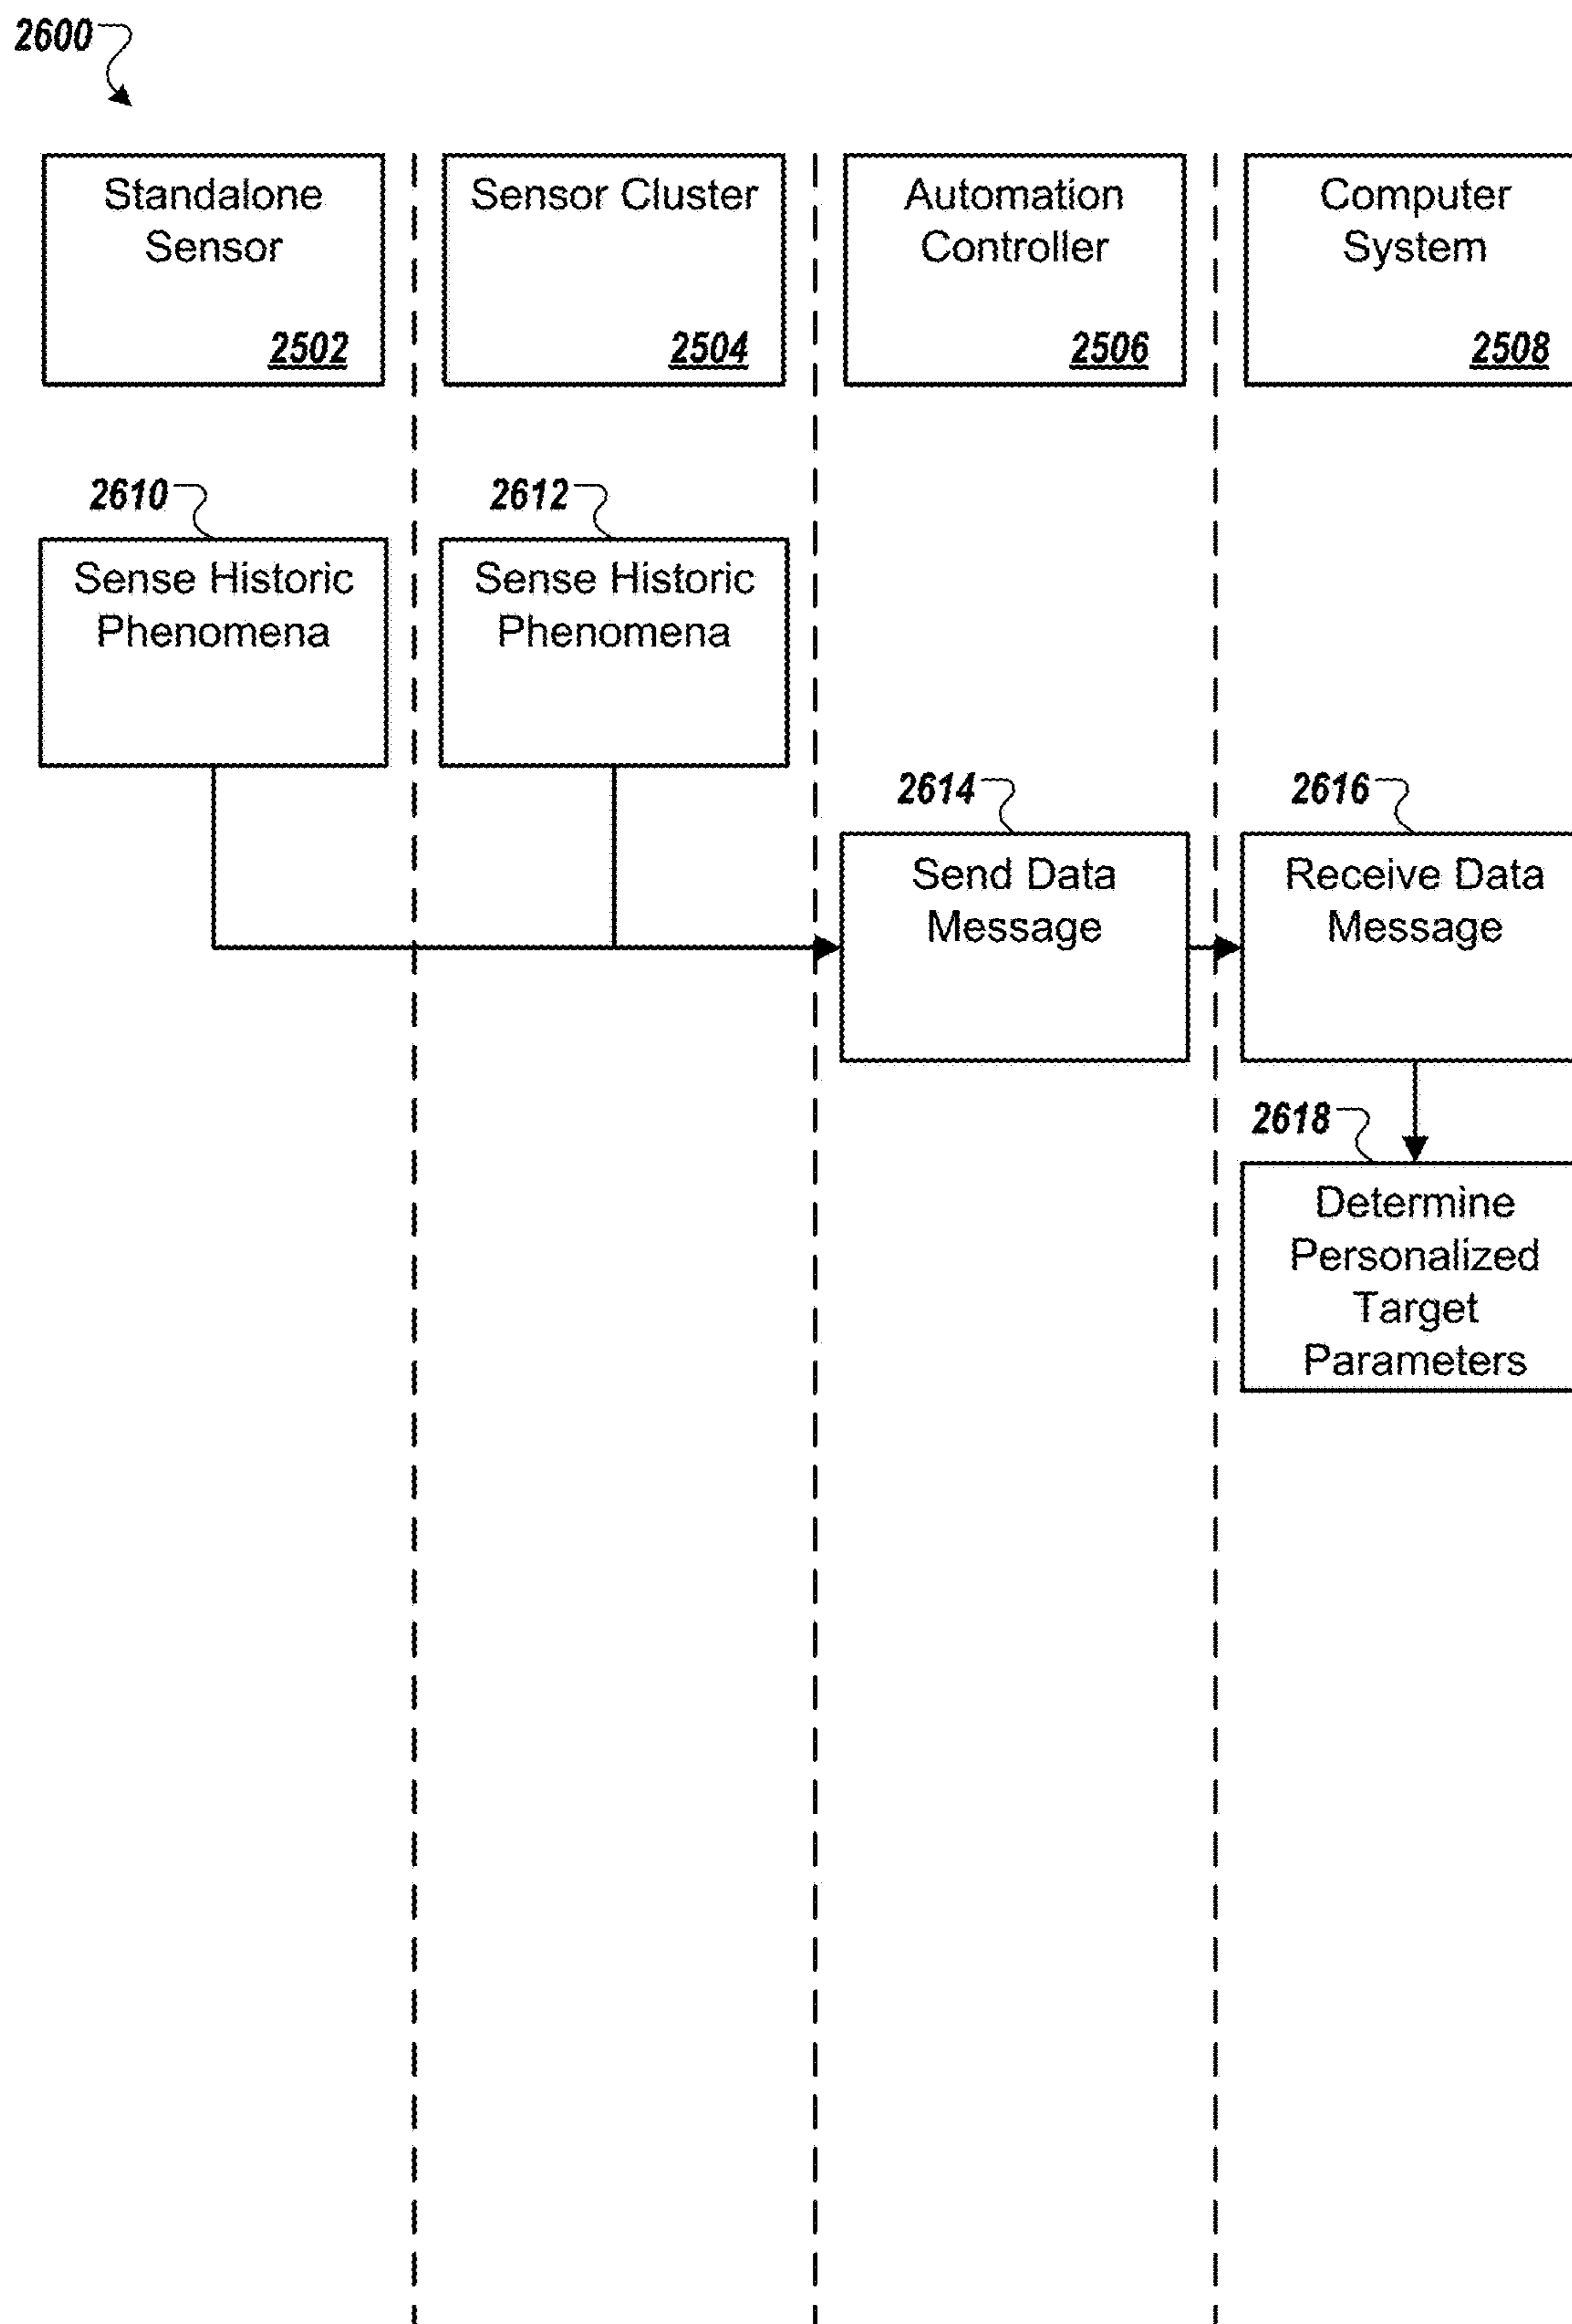 2600
Standalone
Sensor
2502
Sensor Cluster
2504
Automation
Controller
2506
Computer
System
2508
2610
Sense Historic
Phenomena
2612
Sense Historic
Phenomena
2614
Send Data
Message
2616
Receive Data
Message
2618
Determine
Personalized
Target
Parameters